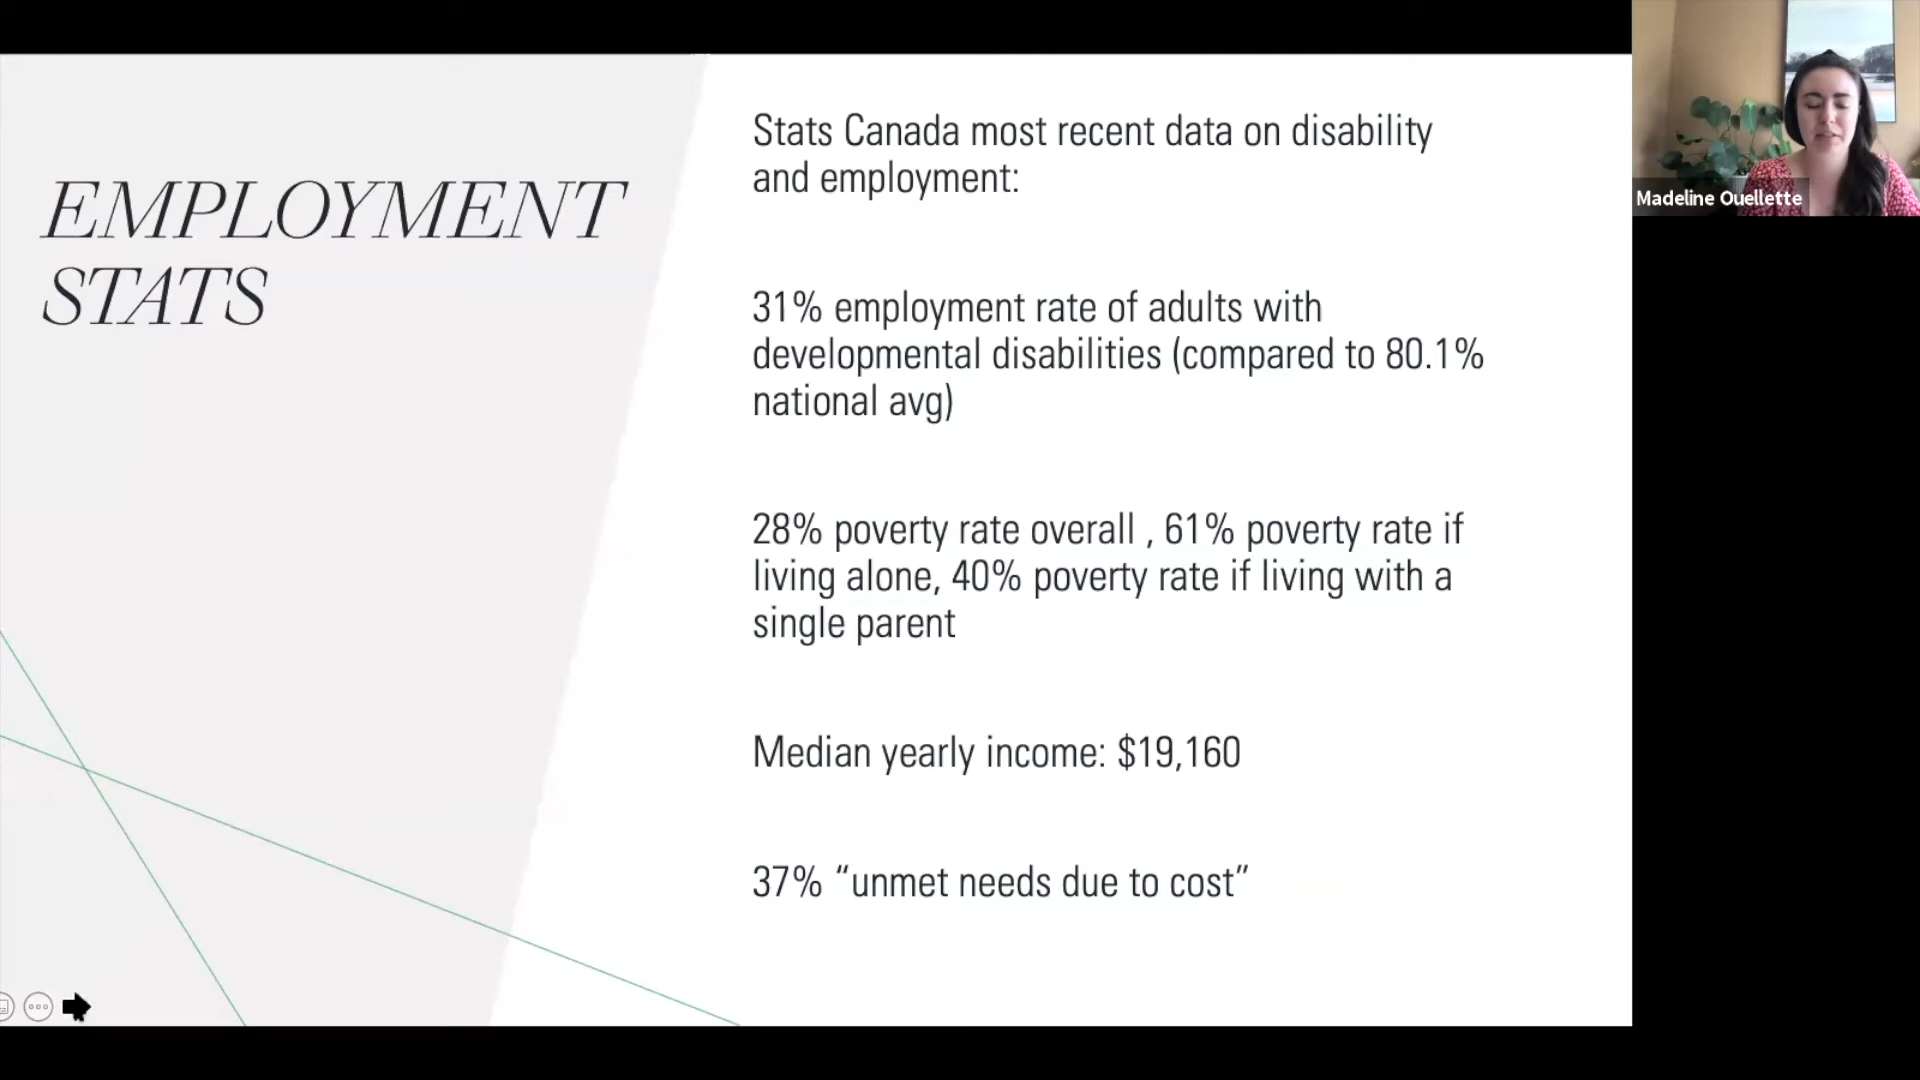 EMPLOYMENT
STATS
Stats Canada most recent data on disability
and employment:
31% employment rate of adults with
developmental disabilities (compared to 80.1%
national avg)
28% poverty rate overall , 61% poverty rate if
living alone, 40% poverty rate if living with a
single parent
Median yearly income: $19,160
37% “unmet needs due to cost”
Madeline Ouellette